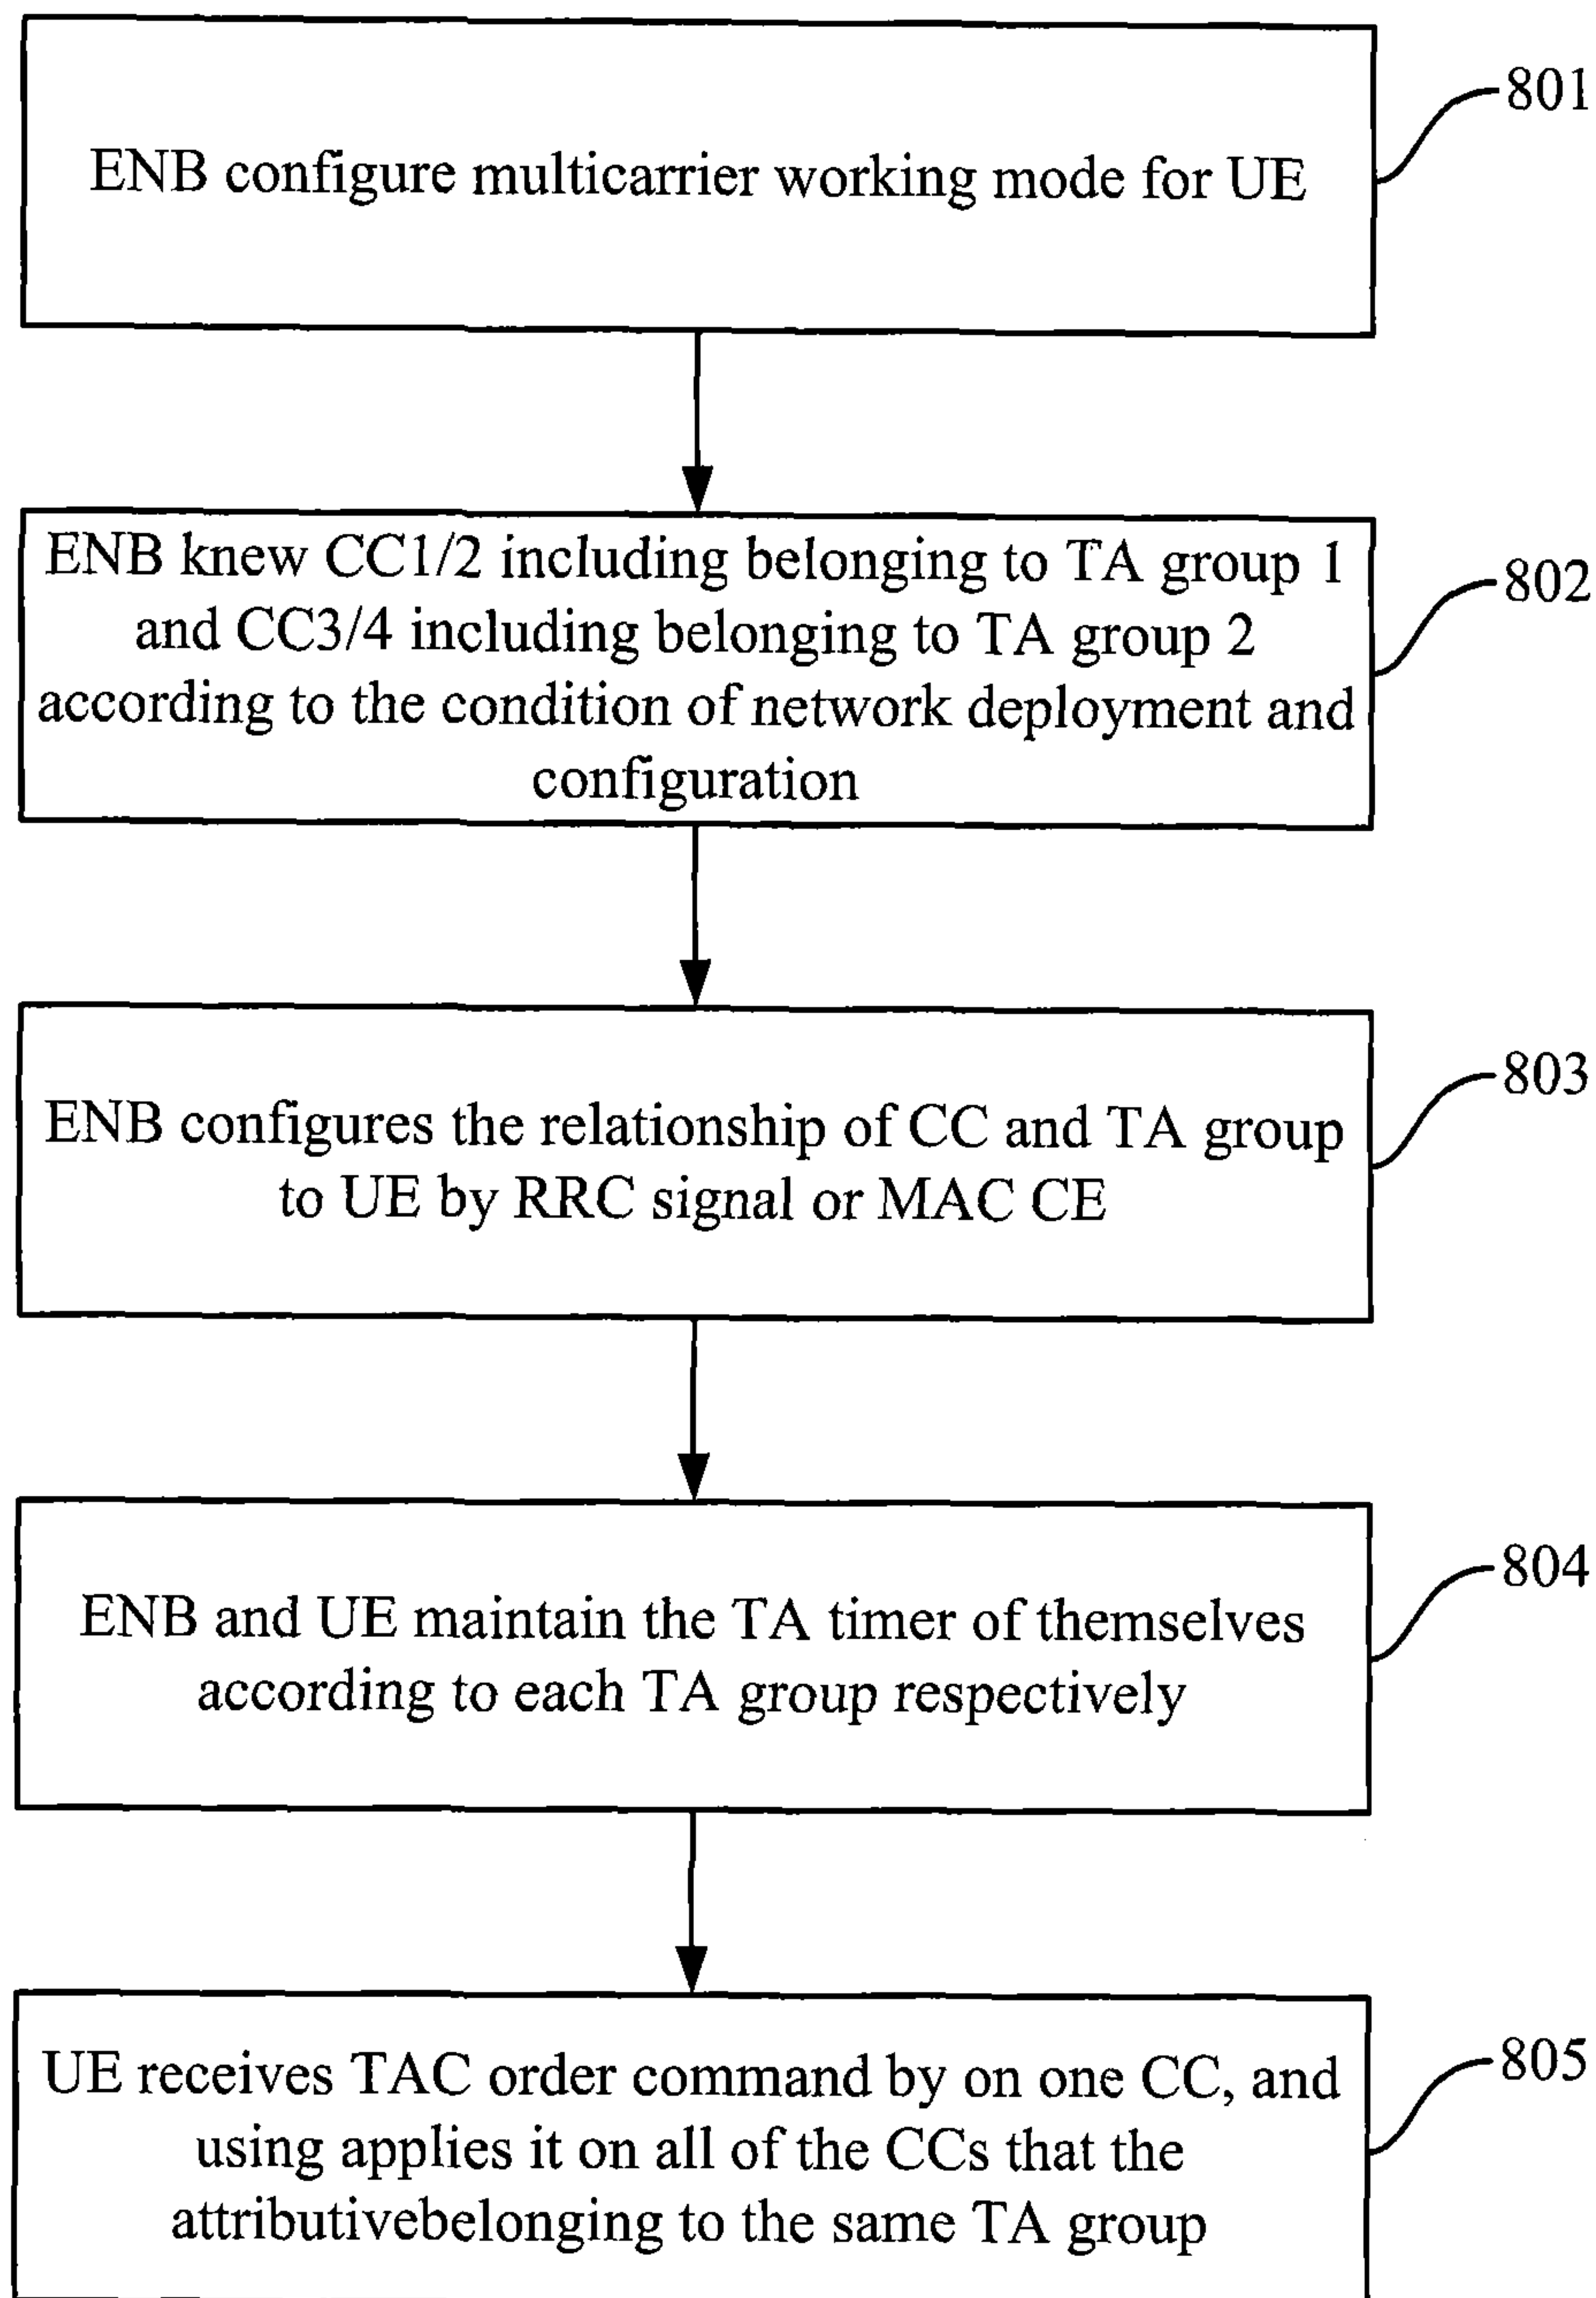 801
ENB configure multicarrier working mode for UE
802
ENB knew CC1/2 including belonging to TA group 1
and CC3/4 including belonging to TA group 2
according to the condition of network deployment and
configuration
803
ENB configures the relationship of CC and TA group
to UE by RRC signal or MAC CE
804
ENB and UE maintain the TA timer of themselves
according to each TA group respectively
805
UE receives TAC order command by on one CC, and
using applies it on all of the CCs that the
attributivebelonging to the same TA group